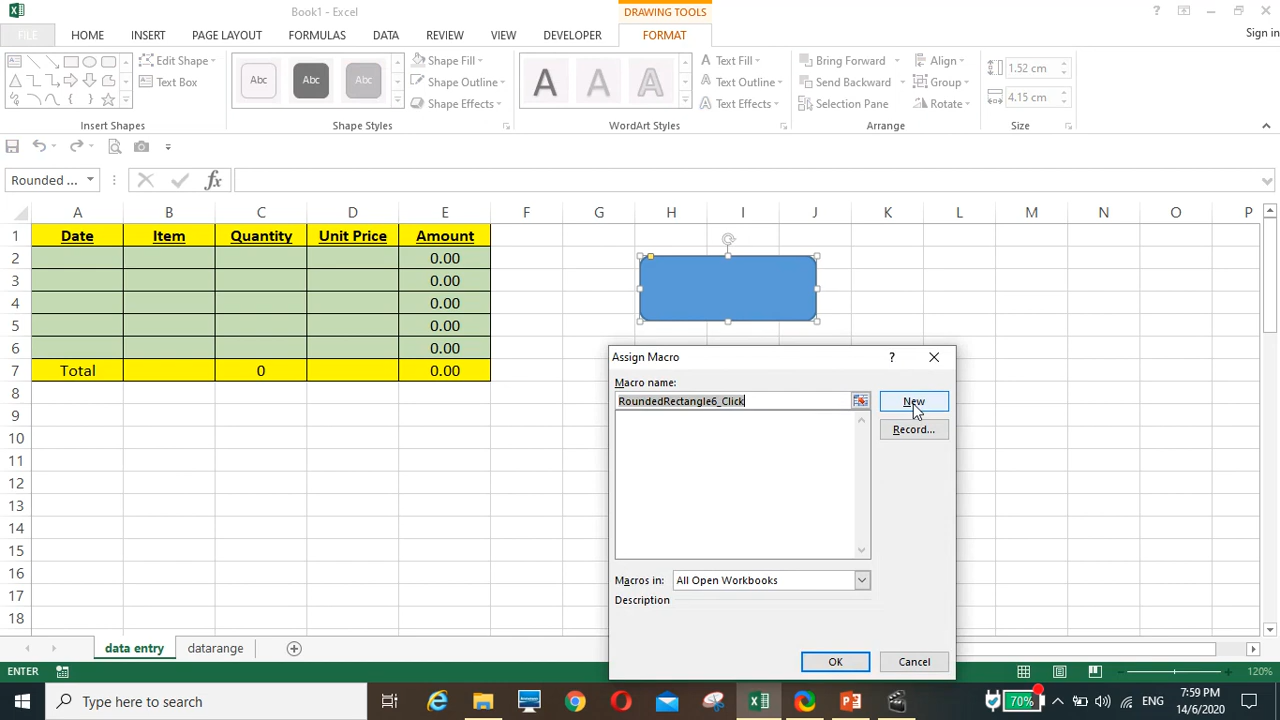 Book1 - Excel
DRAWING TOOLS
?
FILE
HOME
INSERT
PAGE LAYOUT
FORMULAS
DATA
REVIEW
VIEW
DEVELOPER
FORMAT
Sign in
Edit Shape
Text Box
Insert Shapes
Abc
Abc
Abc
Shape Fill
Shape Outline
Shape Effects
Shape Styles
A
A
A
Text Fill
Text Outline
Text Effects
WordArt Styles
Bring Forward
Send Backward
Selection Pane
Align
Group
Rotate
Arrange
1.52 cm
4.15 cm
Size
Rounded ...
fx
A B C D E F G H I J K L M N O P
1 Date Item Quantity Unit Price Amount
2 0.00
3 0.00
4 0.00
5 0.00
6 0.00
7 Total 0 0.00
8
9
10
11
12
13
14
15
16
17
18
Assign Macro
?
Macro name:
RoundedRectangle6_Click
New
Record...
Macros in:
All Open Workbooks
Description
OK
Cancel
data entry
datarange
ENTER
120%
Type here to search
70%
ENG
7:59 PM
14/6/2020